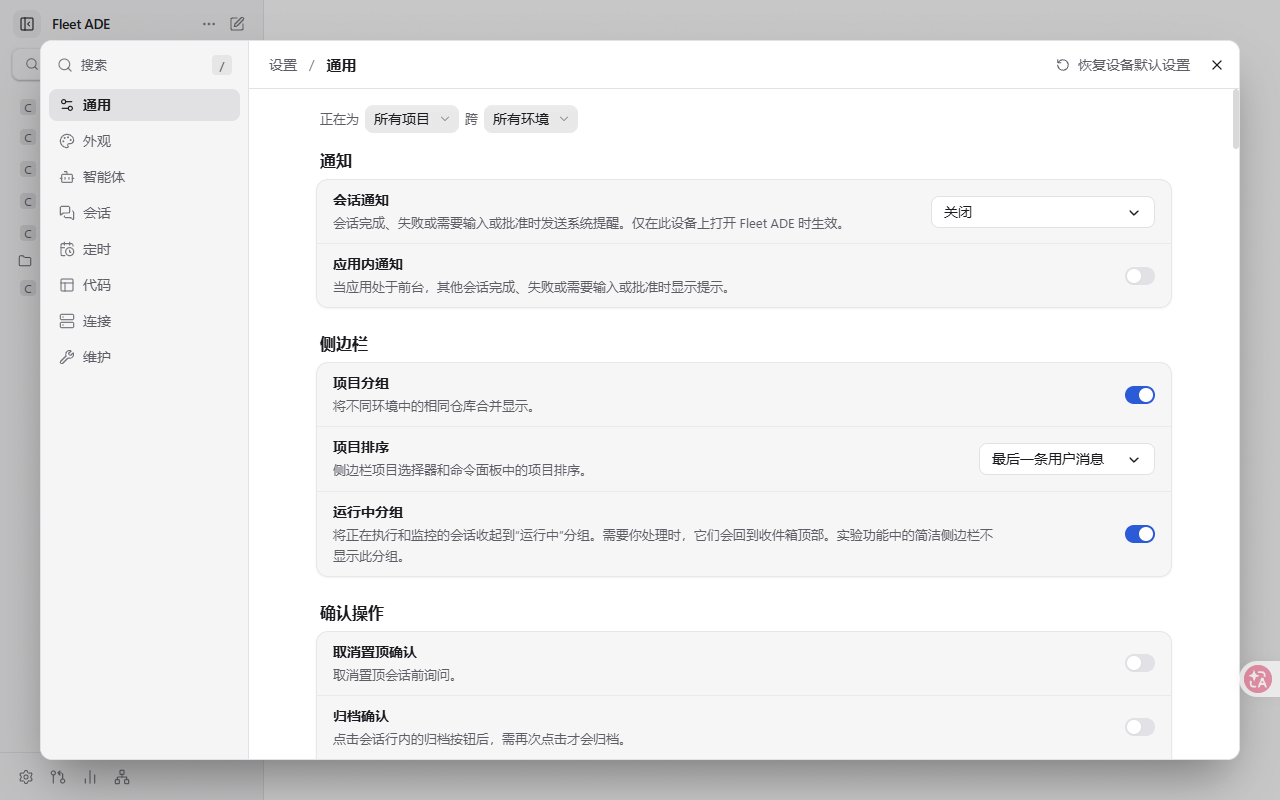 Fleet ADE
搜索
/
设置 / 通用
恢复设备默认设置
通用
外观
智能体
会话
定时
代码
连接
维护
C
C
C
C
C
C
正在为 所有项目 跨 所有环境
通知
会话通知
会话完成、失败或需要输入或批准时发送系统提醒。仅在此设备上打开 Fleet ADE 时生效。
关闭
应用内通知
当应用处于前台，其他会话完成、失败或需要输入或批准时显示提示。
侧边栏
项目分组
将不同环境中的相同仓库合并显示。
项目排序
侧边栏项目选择器和命令面板中的项目排序。
最后一条用户消息
运行中分组
将正在执行和监控的会话收起到“运行中”分组。需要你处理时，它们会回到收件箱顶部。实验功能中的简洁侧边栏不
显示此分组。
确认操作
取消置顶确认
取消置顶会话前询问。
归档确认
点击会话行内的归档按钮后，需再次点击才会归档。